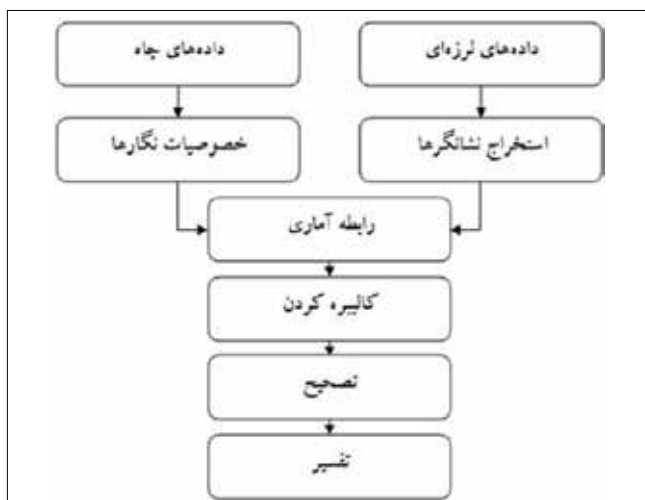 داده‌های لرزه‌ای
داده‌های چاه
استخراج نشانگرها
خصوصیات نگارها
رابطه آماری
کالیبره کردن
تصحیح
تفسیر